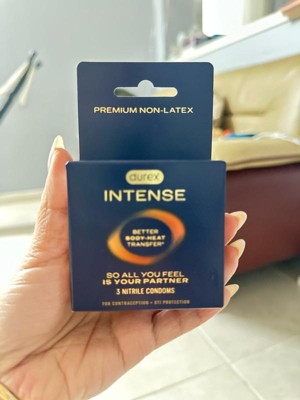 PREMIUM NON-LATEX
durex
INTENSE
BETTER
BODY-HEAT
TRANSFER*
SO ALL YOU FEEL
IS YOUR PARTNER
3 NITRILE CONDOMS
FOR CONTRACEPTION + STI PROTECTION